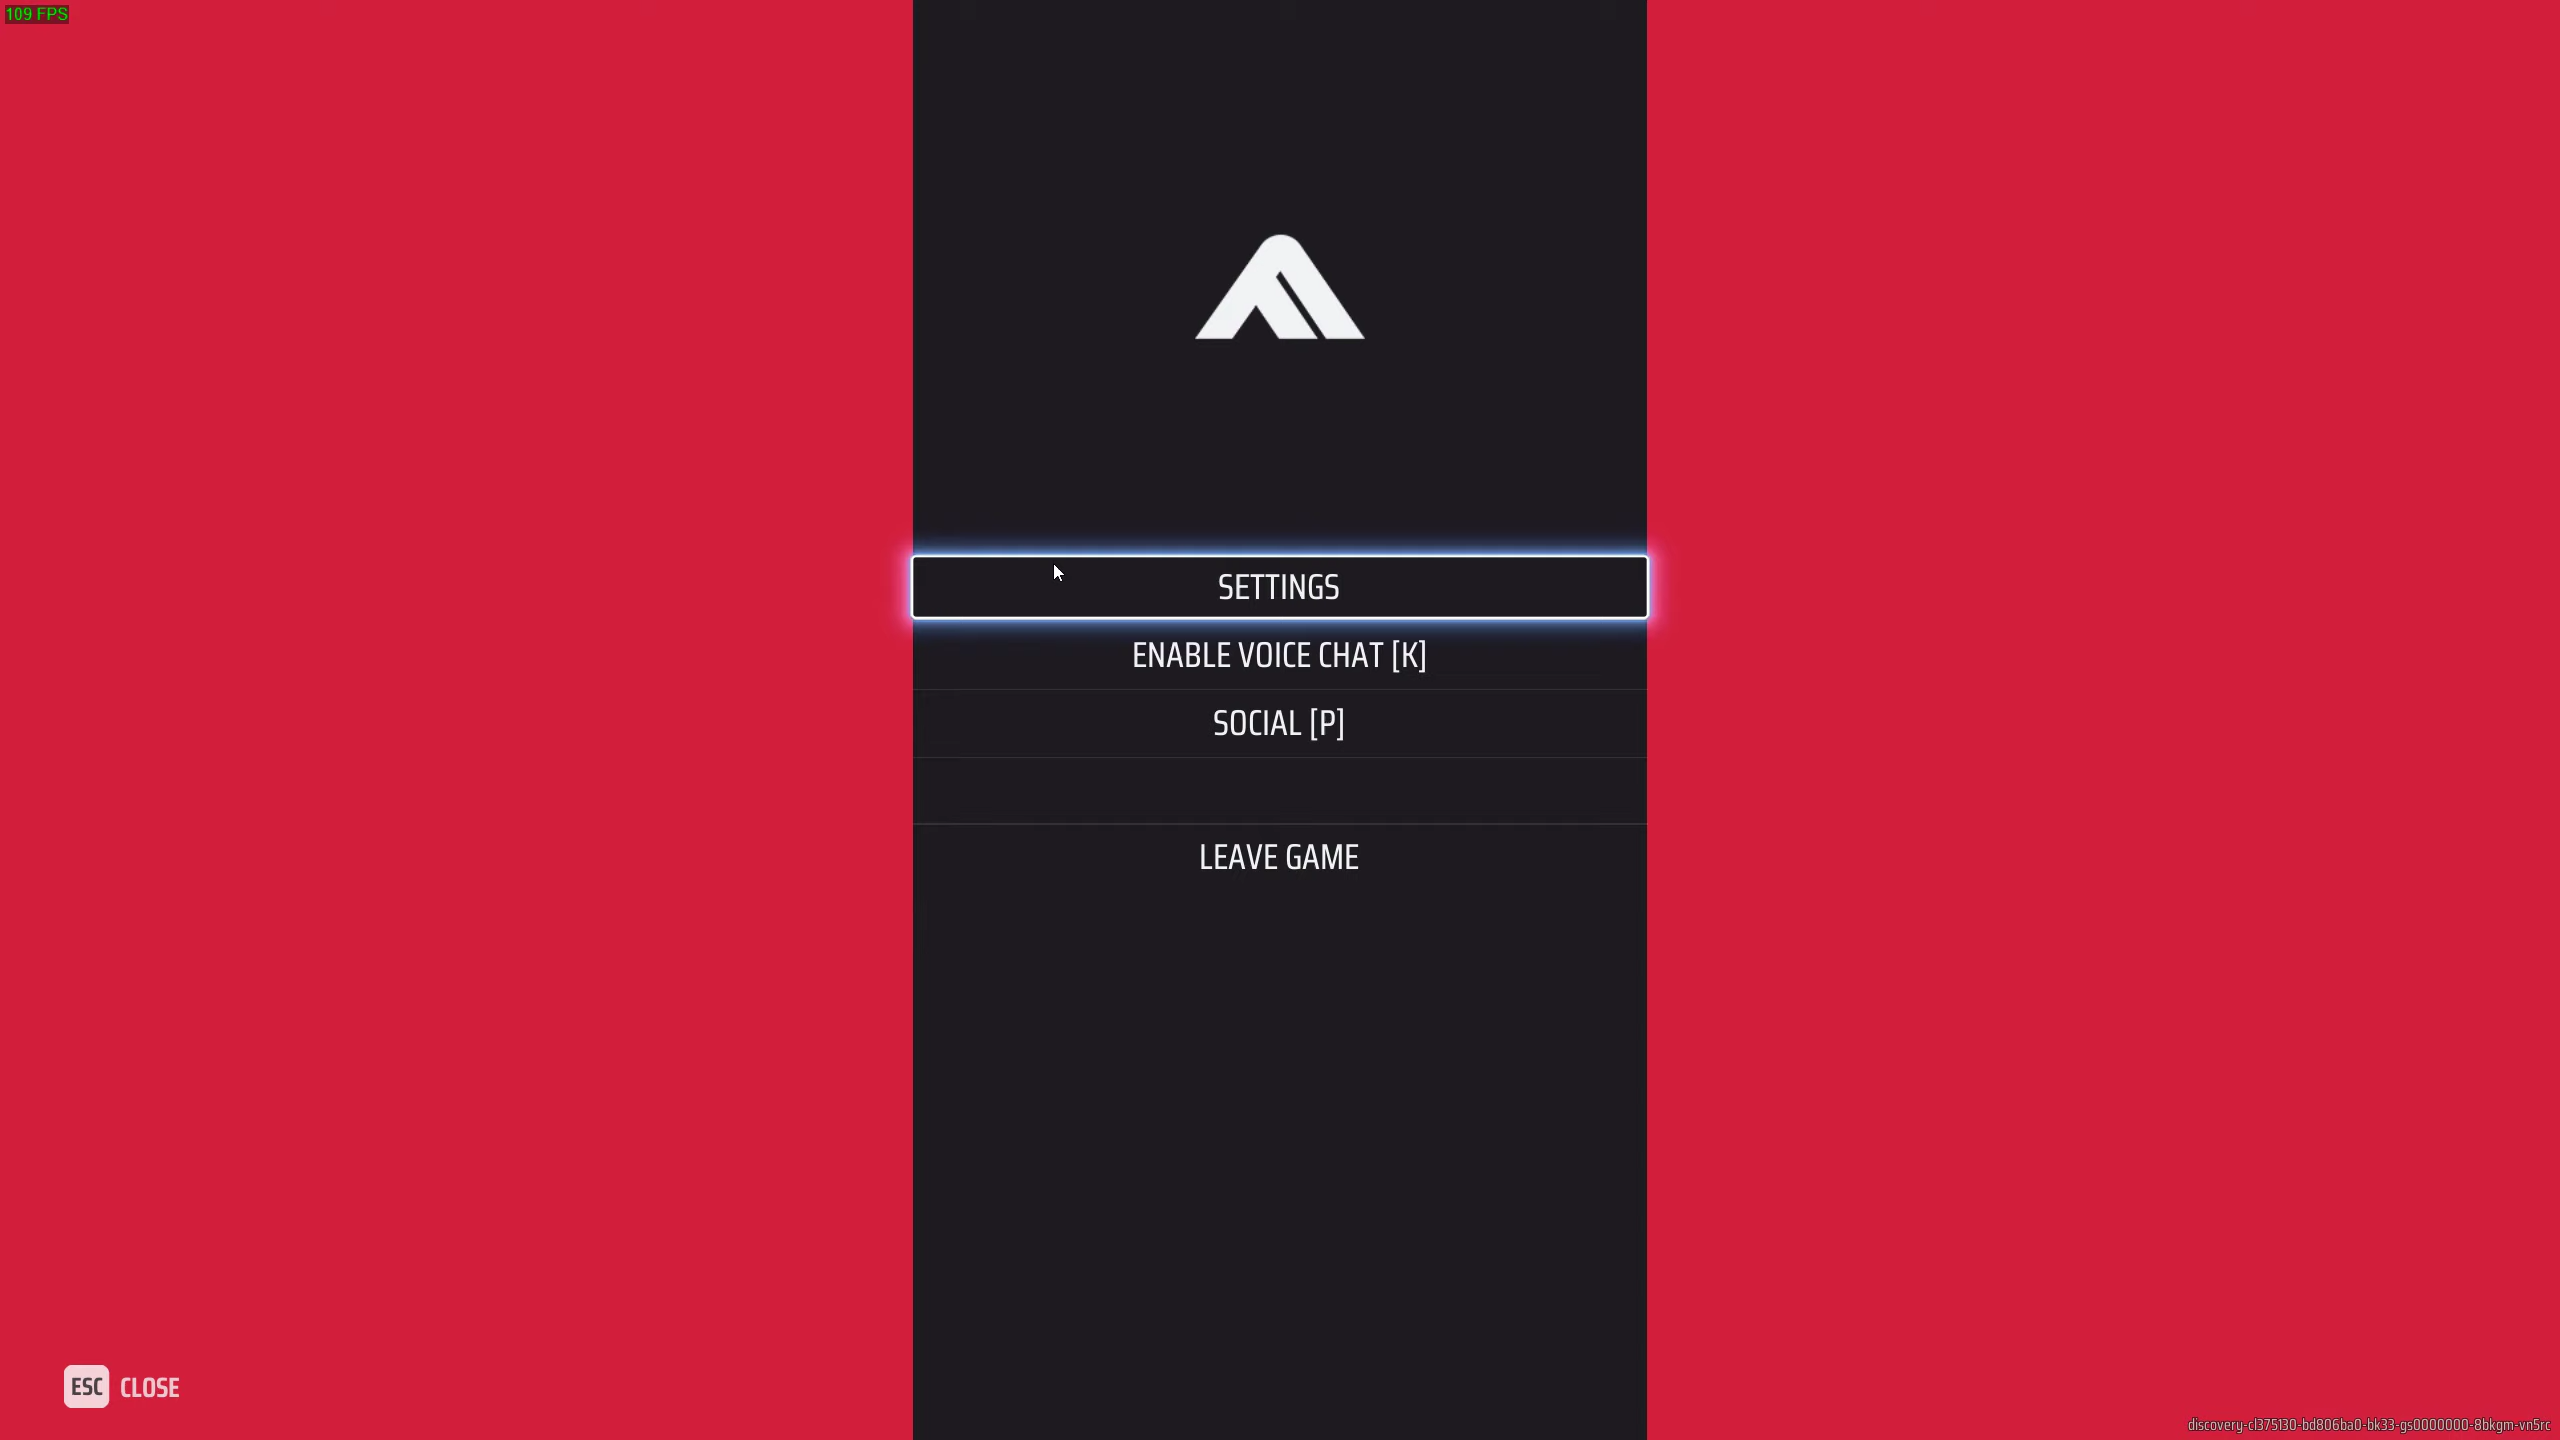 109 FPS
SETTINGS
ENABLE VOICE CHAT [K]
SOCIAL [P]
LEAVE GAME
ESC CLOSE
discovery-cl375130-bd806ba0-bk33-gs0000000-8bkgm-vn5rc